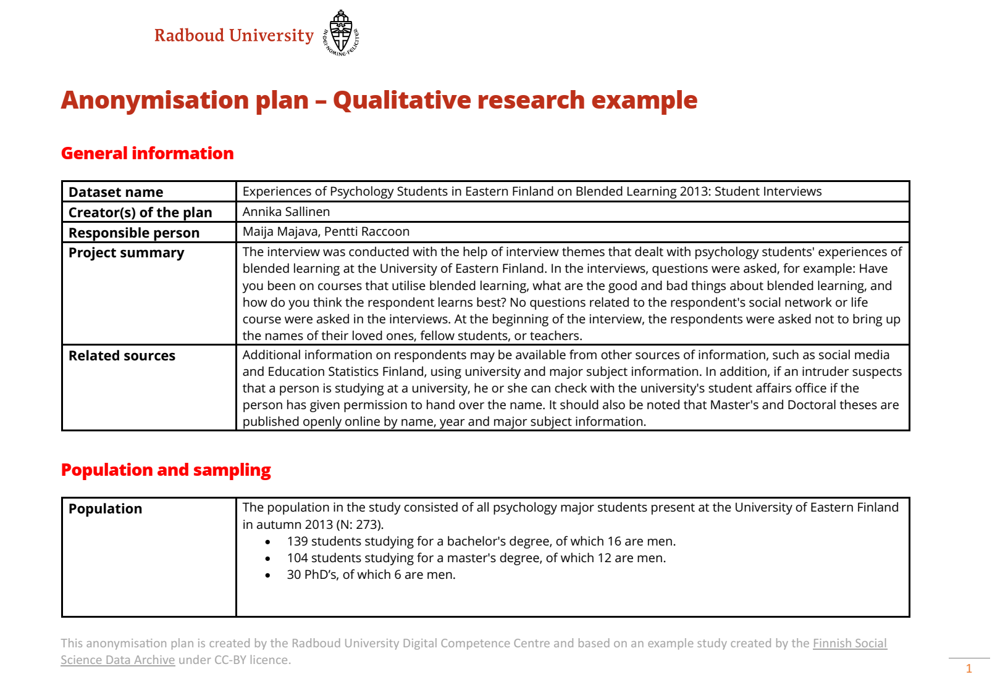 Radboud University
IN·DEI·NOMINE·FELICITER
Anonymisation plan – Qualitative research example
General information
Dataset name
Experiences of Psychology Students in Eastern Finland on Blended Learning 2013: Student Interviews
Creator(s) of the plan
Annika Sallinen
Responsible person
Maija Majava, Pentti Raccoon
Project summary
The interview was conducted with the help of interview themes that dealt with psychology students' experiences of
blended learning at the University of Eastern Finland. In the interviews, questions were asked, for example: Have
you been on courses that utilise blended learning, what are the good and bad things about blended learning, and
how do you think the respondent learns best? No questions related to the respondent's social network or life
course were asked in the interviews. At the beginning of the interview, the respondents were asked not to bring up
the names of their loved ones, fellow students, or teachers.
Related sources
Additional information on respondents may be available from other sources of information, such as social media
and Education Statistics Finland, using university and major subject information. In addition, if an intruder suspects
that a person is studying at a university, he or she can check with the university's student affairs office if the
person has given permission to hand over the name. It should also be noted that Master's and Doctoral theses are
published openly online by name, year and major subject information.
Population and sampling
Population
The population in the study consisted of all psychology major students present at the University of Eastern Finland
in autumn 2013 (N: 273).
• 139 students studying for a bachelor's degree, of which 16 are men.
• 104 students studying for a master's degree, of which 12 are men.
• 30 PhD’s, of which 6 are men.
This anonymisation plan is created by the Radboud University Digital Competence Centre and based on an example study created by the Finnish Social
Science Data Archive under CC-BY licence.
1